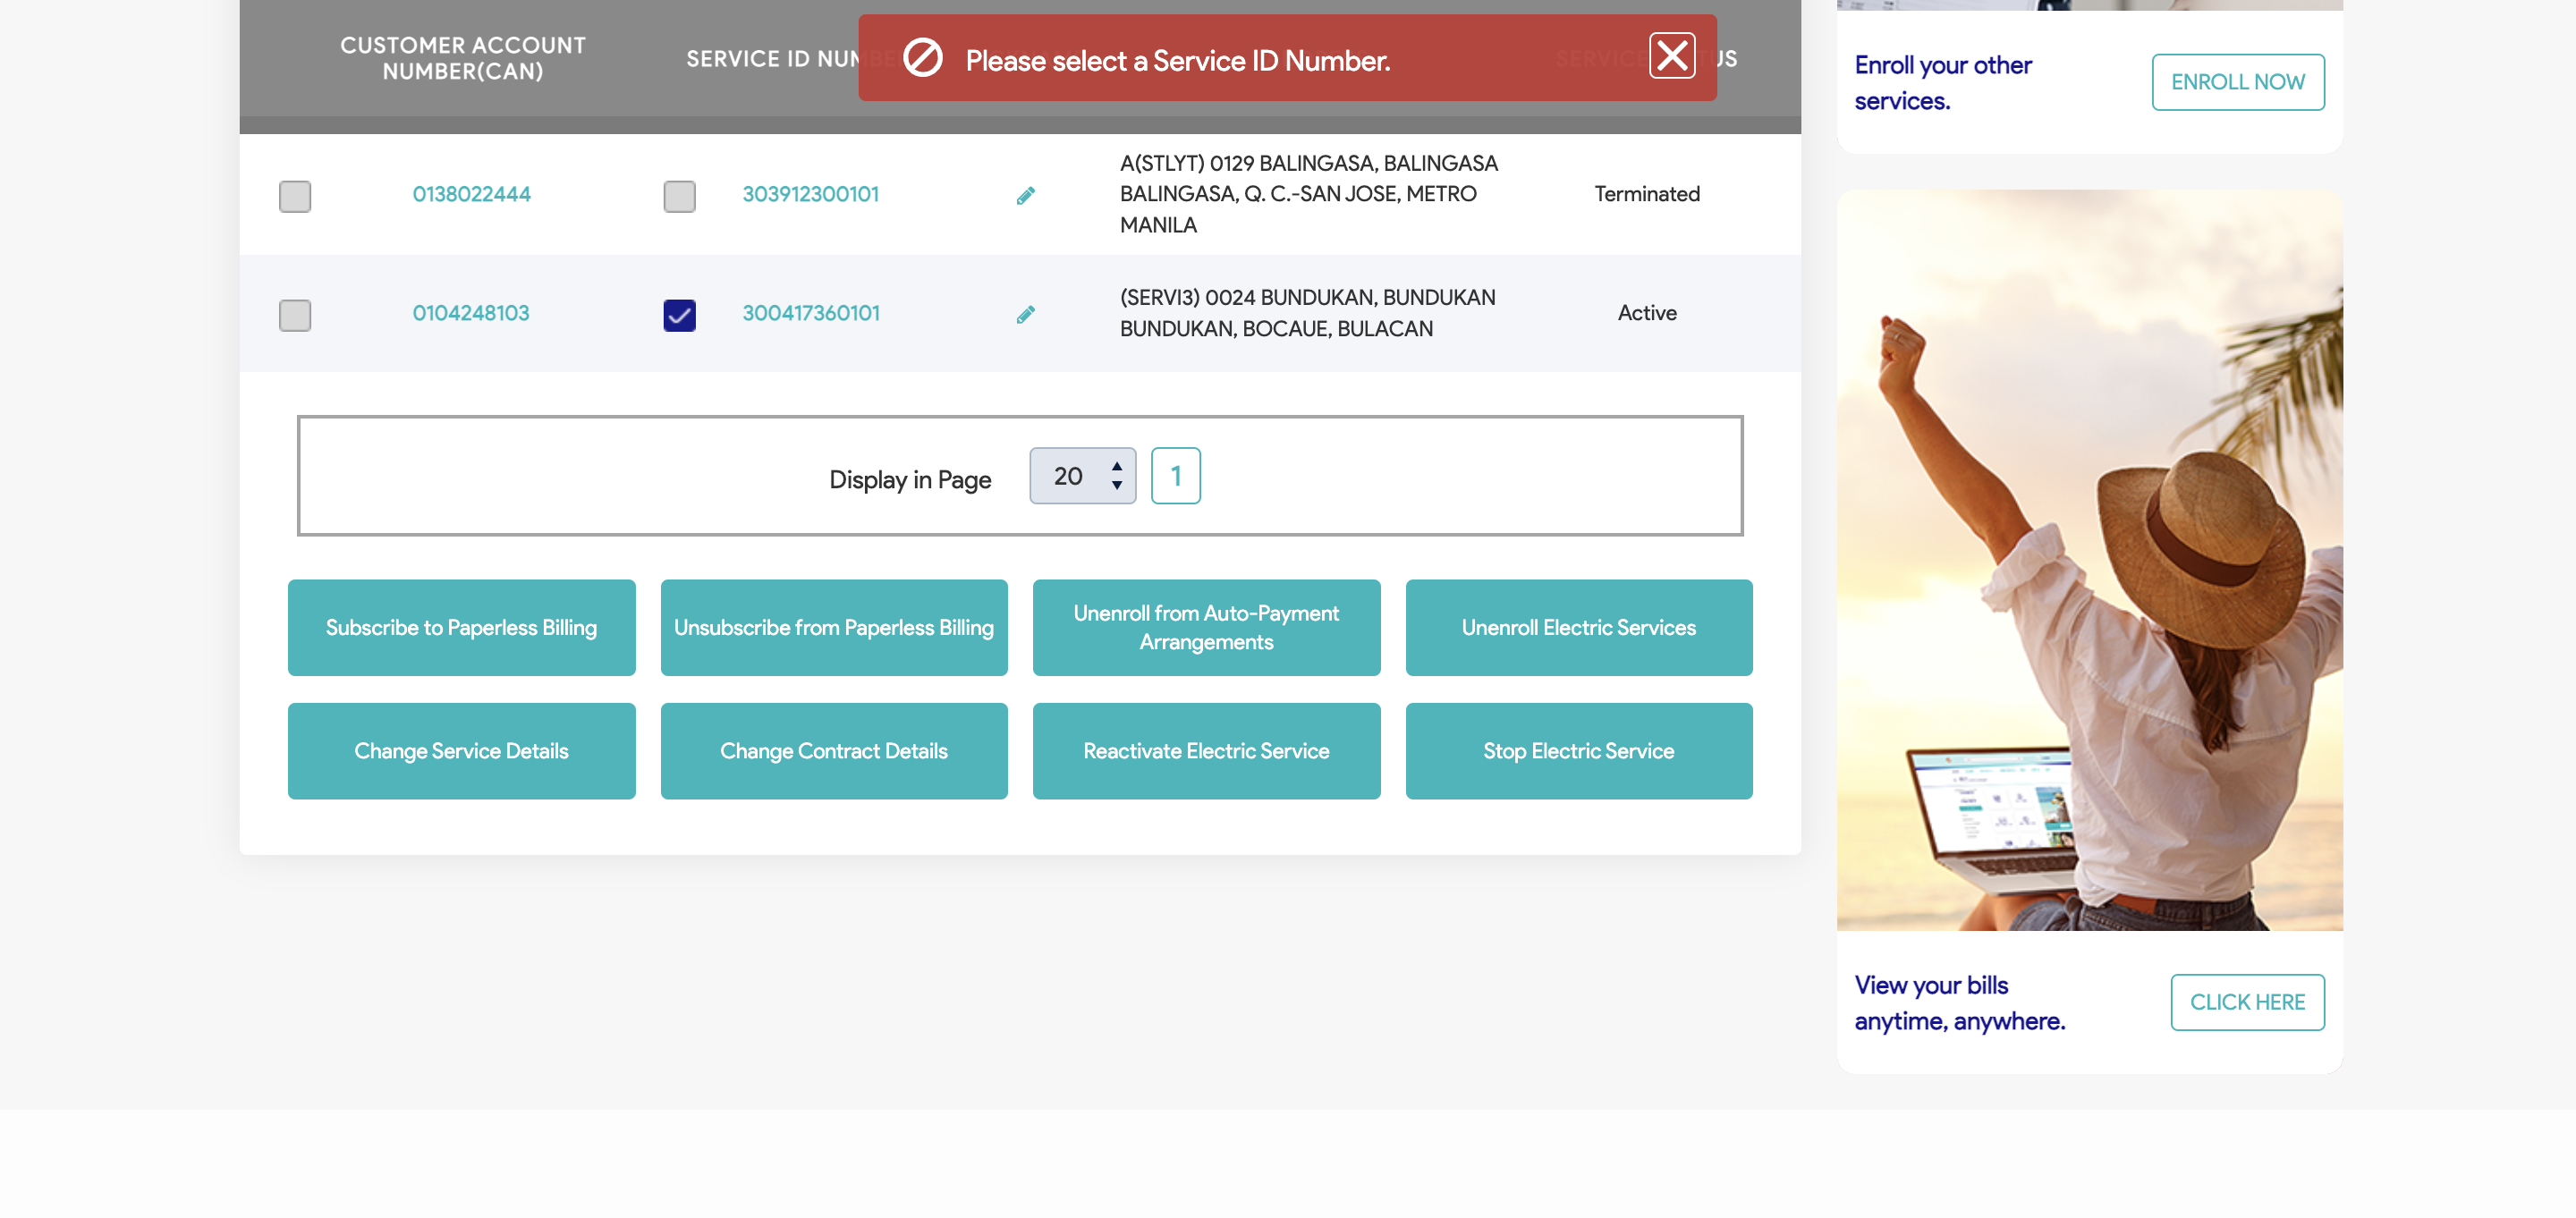 CUSTOMER ACCOUNT
NUMBER(CAN)
SERVICE ID NUM
Please select a Service ID Number.
US
0138022444
303912300101
A(STLYT) 0129 BALINGASA, BALINGASA
BALINGASA, Q. C.-SAN JOSE, METRO
MANILA
Terminated
0104248103
300417360101
(SERVI3) 0024 BUNDUKAN, BUNDUKAN
BUNDUKAN, BOCAUE, BULACAN
Active
Display in Page
20
1
Subscribe to Paperless Billing
Unsubscribe from Paperless Billing
Unenroll from Auto-Payment
Arrangements
Unenroll Electric Services
Change Service Details
Change Contract Details
Reactivate Electric Service
Stop Electric Service
Enroll your other
services.
ENROLL NOW
View your bills
anytime, anywhere.
CLICK HERE